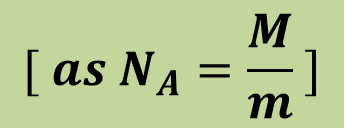 [ as N_A = M/m ]